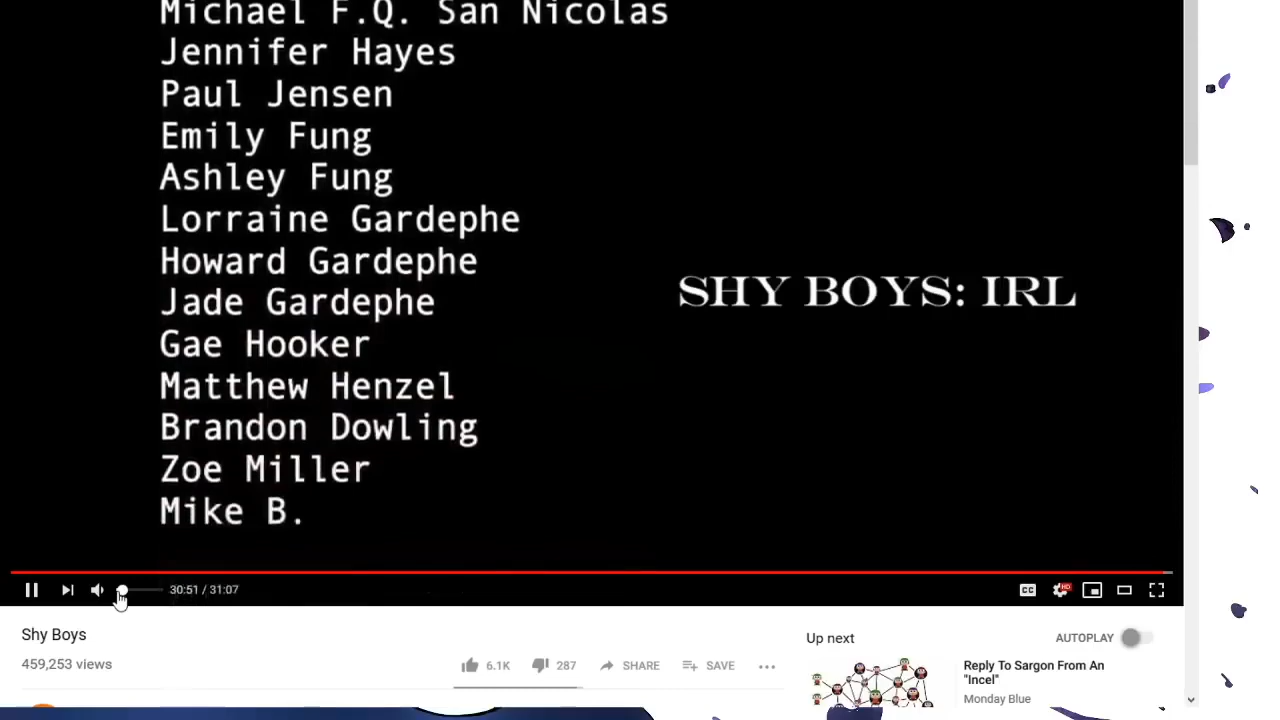 Michael F.Q. San Nicolas
Jennifer Hayes
Paul Jensen
Emily Fung
Ashley Fung
Lorraine Gardephe
Howard Gardephe
Jade Gardephe
Gae Hooker
Matthew Henzel
Brandon Dowling
Zoe Miller
Mike B.
SHY BOYS: IRL
30:51 / 31:07
CC
HD
Shy Boys
459,253 views
6.1K
287
SHARE
SAVE
Up next
AUTOPLAY
Reply To Sargon From An
"Incel"
Monday Blue